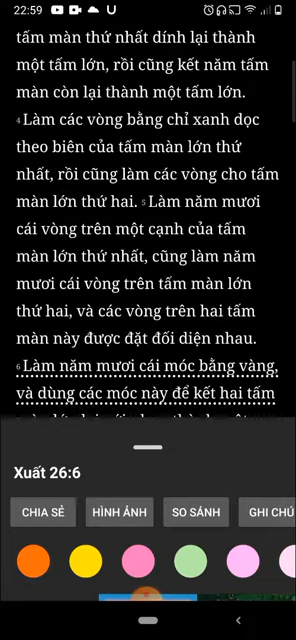 22:59
tấm màn thứ nhất dính lại thành
một tấm lớn, rồi cũng kết năm tấm
màn còn lại thành một tấm lớn.
4 Làm các vòng bằng chỉ xanh dọc
theo biên của tấm màn lớn thứ
nhất, rồi cũng làm các vòng cho tấm
màn lớn thứ hai. 5 Làm năm mươi
cái vòng trên một cạnh của tấm
màn lớn thứ nhất, cũng làm năm
mươi cái vòng trên tấm màn lớn
thứ hai, và các vòng trên hai tấm
màn này được đặt đối diện nhau.
6 Làm năm mươi cái móc bằng vàng,
và dùng các móc này để kết hai tấm
Xuất 26:6
CHIA SẺ HÌNH ẢNH SO SÁNH GHI CHÚ